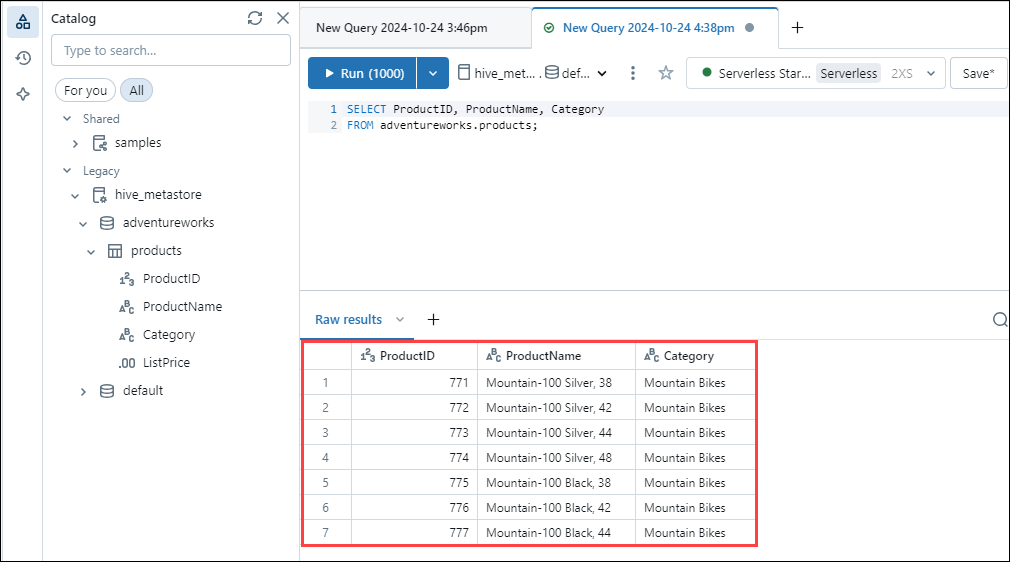 Catalog
Type to search...
For you
All
Shared
samples
Legacy
hive_metastore
adventureworks
products
ProductID
ProductName
Category
.00 ListPrice
default
New Query 2024-10-24 3:46pm
New Query 2024-10-24 4:38pm
Run (1000)
hive_met... . def...
Serverless Star... Serverless 2XS
Save*
1 SELECT ProductID, ProductName, Category
2 FROM adventureworks.products;
Raw results
123 ProductID ABC ProductName ABC Category
1 771 Mountain-100 Silver, 38 Mountain Bikes
2 772 Mountain-100 Silver, 42 Mountain Bikes
3 773 Mountain-100 Silver, 44 Mountain Bikes
4 774 Mountain-100 Silver, 48 Mountain Bikes
5 775 Mountain-100 Black, 38 Mountain Bikes
6 776 Mountain-100 Black, 42 Mountain Bikes
7 777 Mountain-100 Black, 44 Mountain Bikes